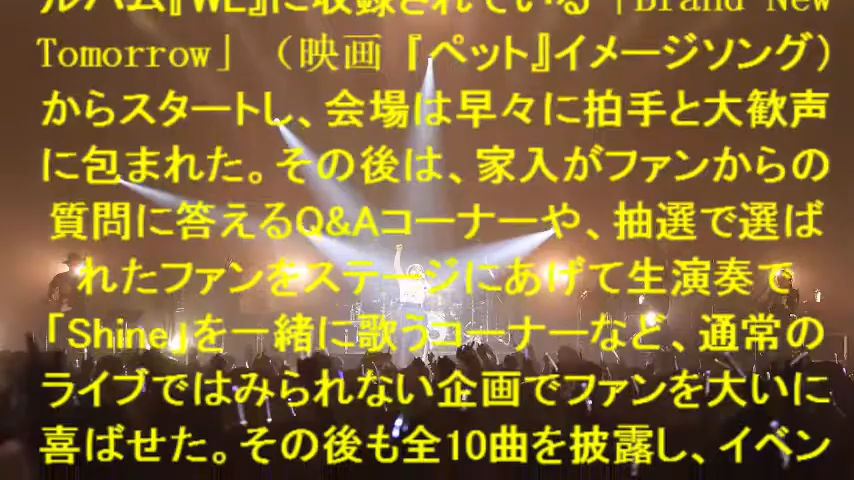 ルバム『WE』に収録されている「Brand New
Tomorrow」（映画『ペット』イメージソング）
からスタートし、会場は早々に拍手と大歓声
に包まれた。その後は、家入がファンからの
質問に答えるQ&Aコーナーや、抽選で選ば
れたファンをステージにあげて生演奏で
「Shine」を一緒に歌うコーナーなど、通常の
ライブではみられない企画でファンを大いに
喜ばせた。その後も全10曲を披露し、イベン